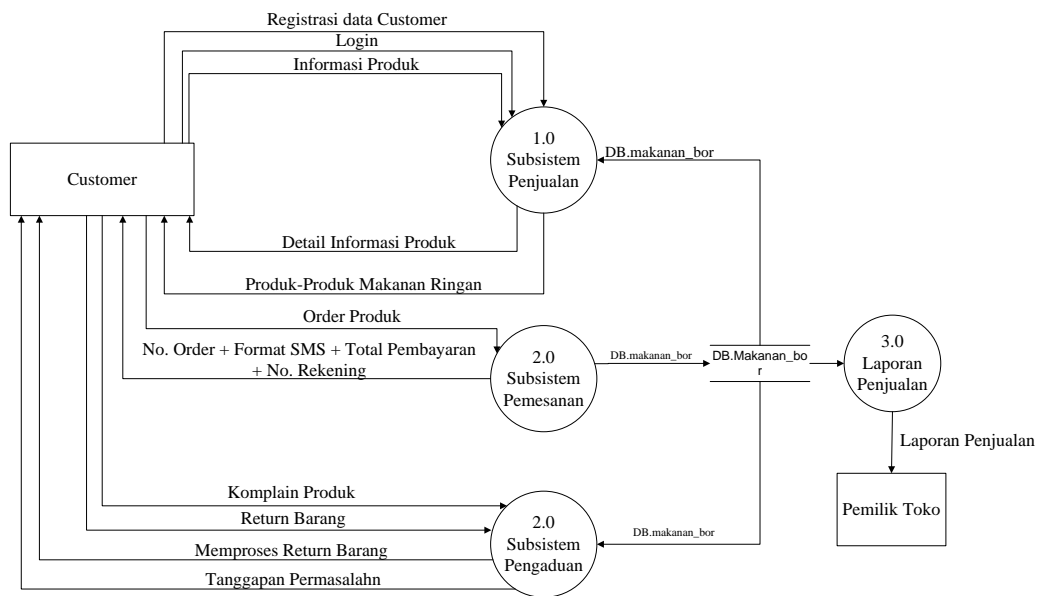 Registrasi data Customer
Login
Informasi Produk
1.0
Subsistem
Penjualan
DB.makanan_bor
Customer
Detail Informasi Produk
Produk-Produk Makanan Ringan
Order Produk
No. Order + Format SMS + Total Pembayaran
+ No. Rekening
2.0
Subsistem
Pemesanan
DB.makanan_bor
DB.Makanan_bo
r
3.0
Laporan
Penjualan
Laporan Penjualan
Pemilik Toko
Komplain Produk
Return Barang
Memproses Return Barang
Tanggapan Permasalahn
2.0
Subsistem
Pengaduan
DB.makanan_bor